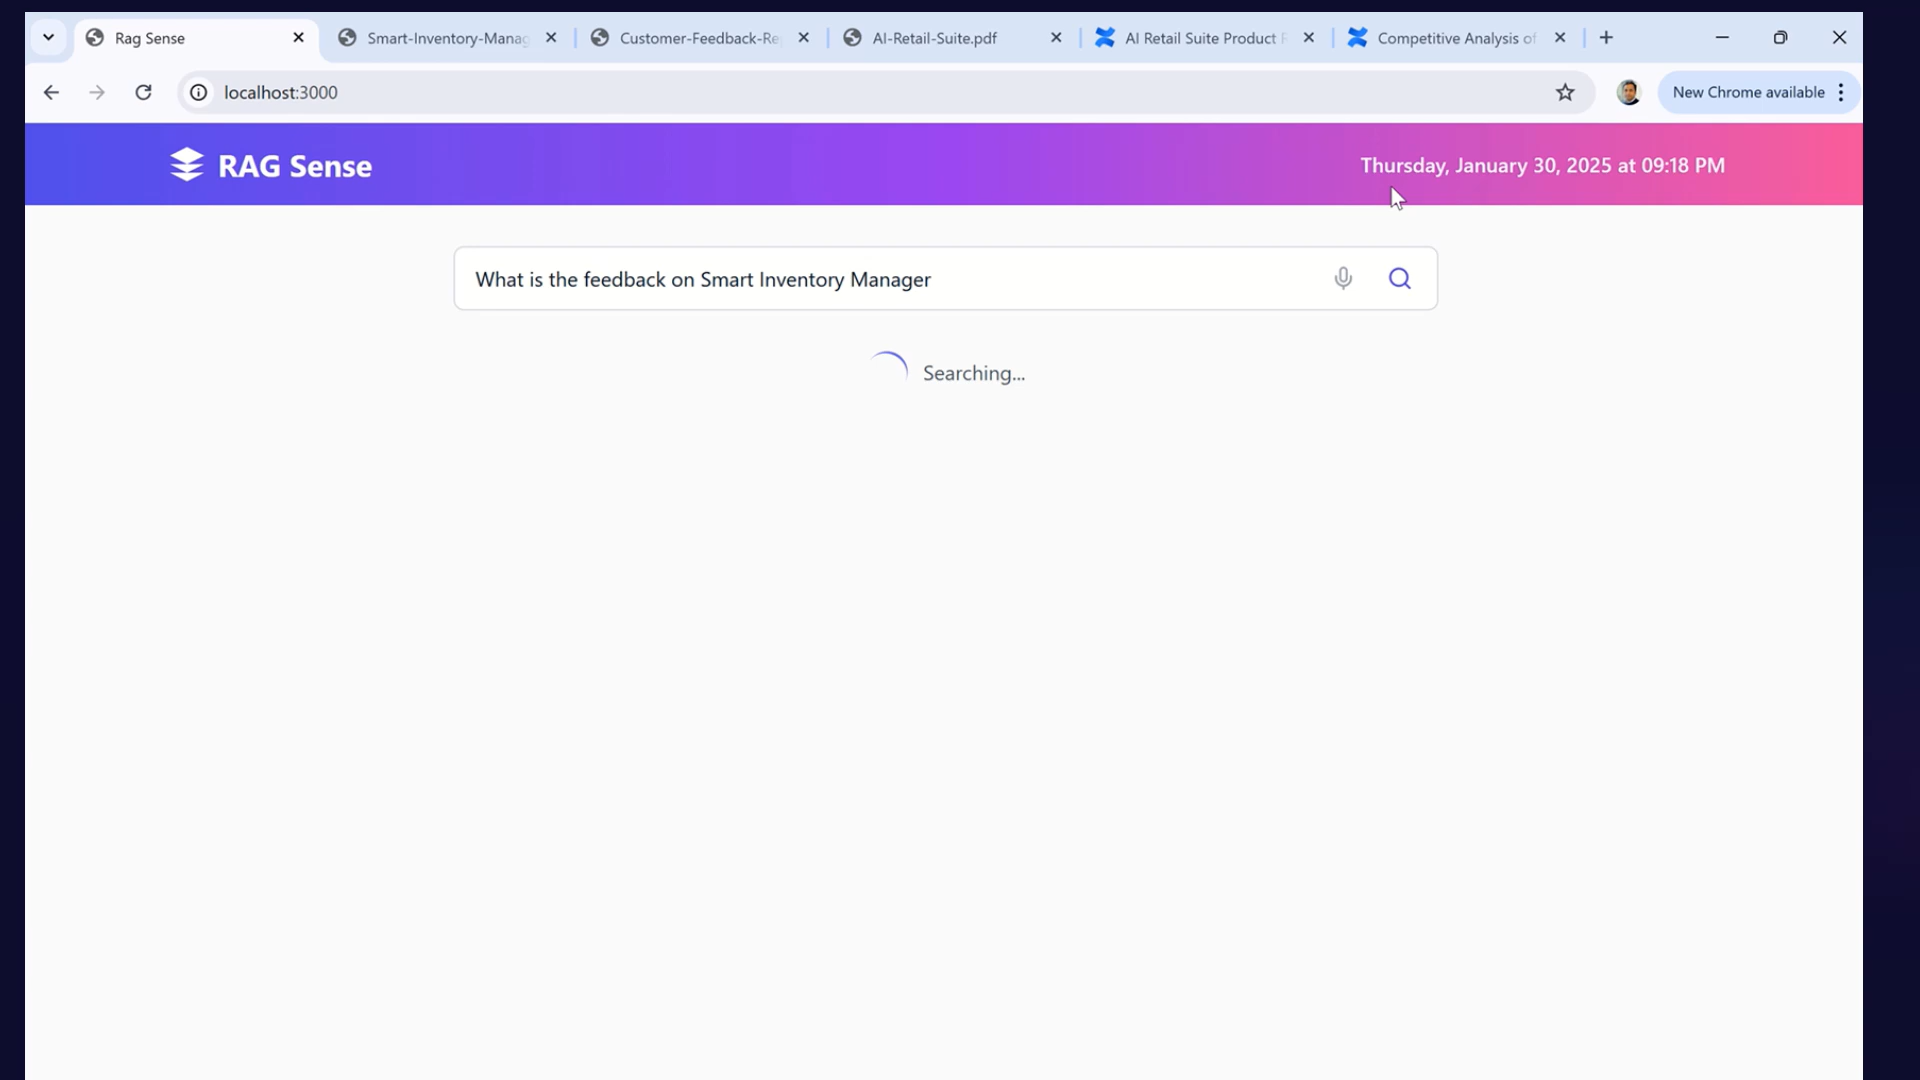 Rag Sense
Smart-Inventory-Manag
Customer-Feedback-Re
AI-Retail-Suite.pdf
AI Retail Suite Product R
Competitive Analysis of
localhost:3000
New Chrome available
RAG Sense
Thursday, January 30, 2025 at 09:18 PM
What is the feedback on Smart Inventory Manager
Searching...